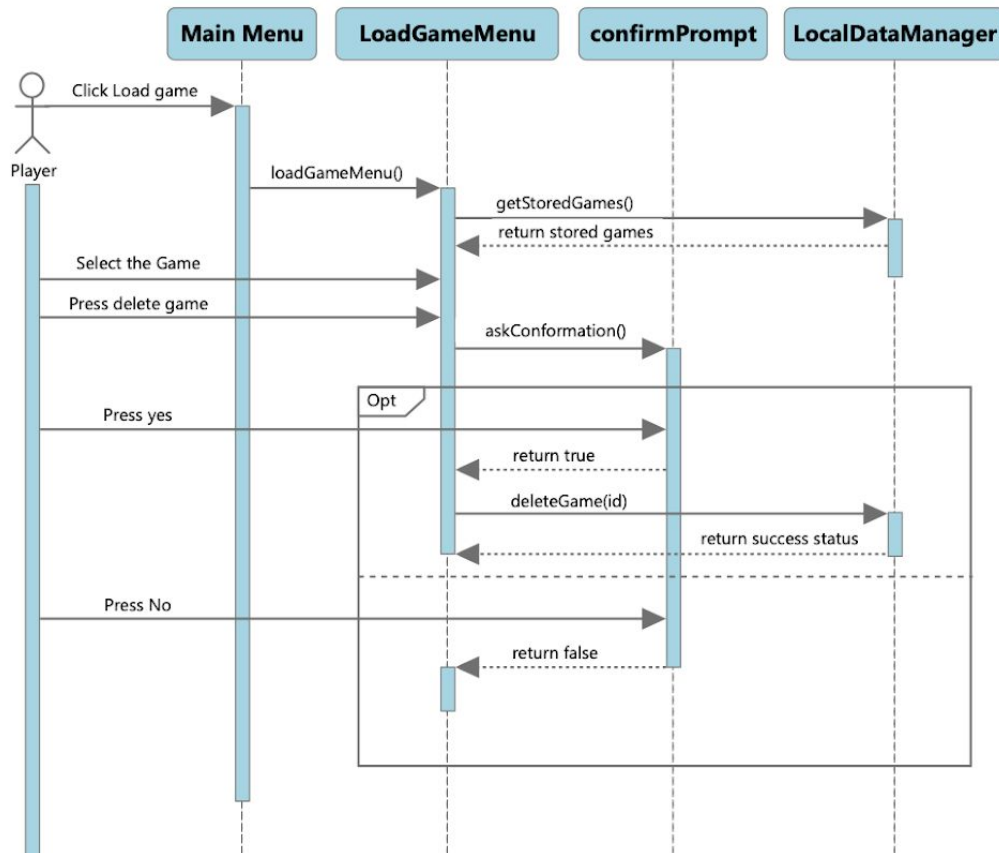 Main Menu
LoadGameMenu
confirmPrompt
LocalDataManager
Click Load game
Player
loadGameMenu()
getStoredGames()
return stored games
Select the Game
Press delete game
askConformation()
Opt
Press yes
return true
deleteGame(id)
return success status
Press No
return false